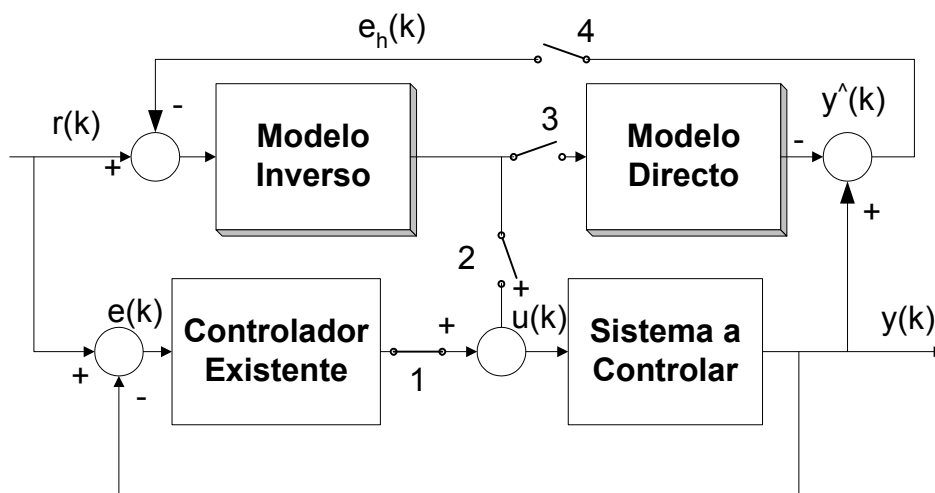 e_h(k)
4
-
r(k)
+
Modelo
Inverso
3
Modelo
Directo
y^(k)
-
+
2
+
e(k)
+
-
Controlador
Existente
+
1
u(k)
Sistema a
Controlar
y(k)